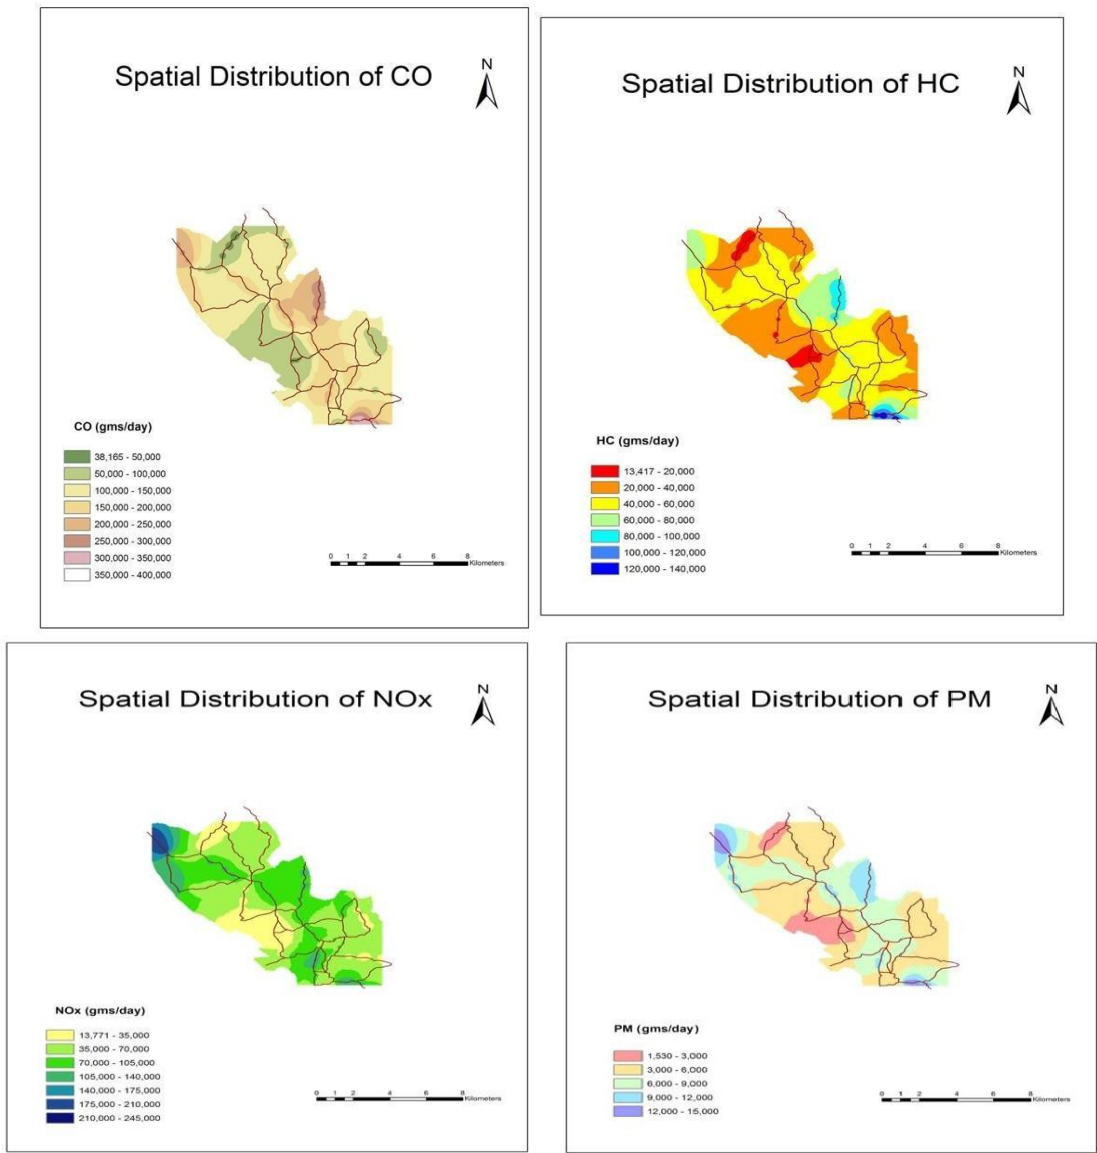 Spatial Distribution of CO
N
CO (gms/day)
38,165 - 50,000
50,000 - 100,000
100,000 - 150,000
150,000 - 200,000
200,000 - 250,000
250,000 - 300,000
300,000 - 350,000
350,000 - 400,000
0 1 2 4 6 8
Kilometers
Spatial Distribution of HC
N
HC (gms/day)
13,417 - 20,000
20,000 - 40,000
40,000 - 60,000
60,000 - 80,000
80,000 - 100,000
100,000 - 120,000
120,000 - 140,000
0 1 2 4 6 8
Kilometers
Spatial Distribution of NOx
N
NOx (gms/day)
13,771 - 35,000
35,000 - 70,000
70,000 - 105,000
105,000 - 140,000
140,000 - 175,000
175,000 - 210,000
210,000 - 245,000
0 1 2 4 6 8
Kilometers
Spatial Distribution of PM
N
PM (gms/day)
1,530 - 3,000
3,000 - 6,000
6,000 - 9,000
9,000 - 12,000
12,000 - 15,000
0 1 2 4 6 8
Kilometers